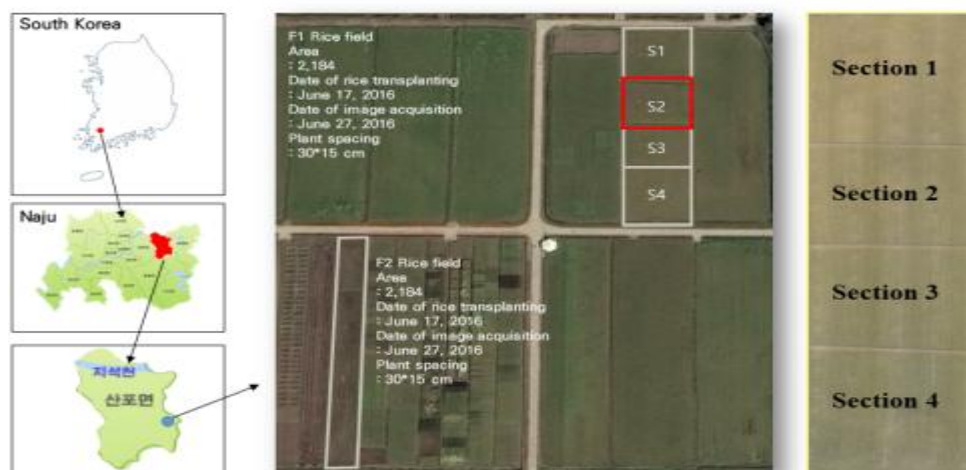 South Korea
Naju
지석천
산포면
F1 Rice field
Area
: 2,184
Date of rice transplanting
: June 17, 2016
Date of image acquisition
: June 27, 2016
Plant spacing
: 30*15 cm
S1
S2
S3
S4
F2 Rice field
Area
: 2,184
Date of rice transplanting
: June 17, 2016
Date of image acquisition
: June 27, 2016
Plant spacing
: 30*15 cm
Section 1
Section 2
Section 3
Section 4